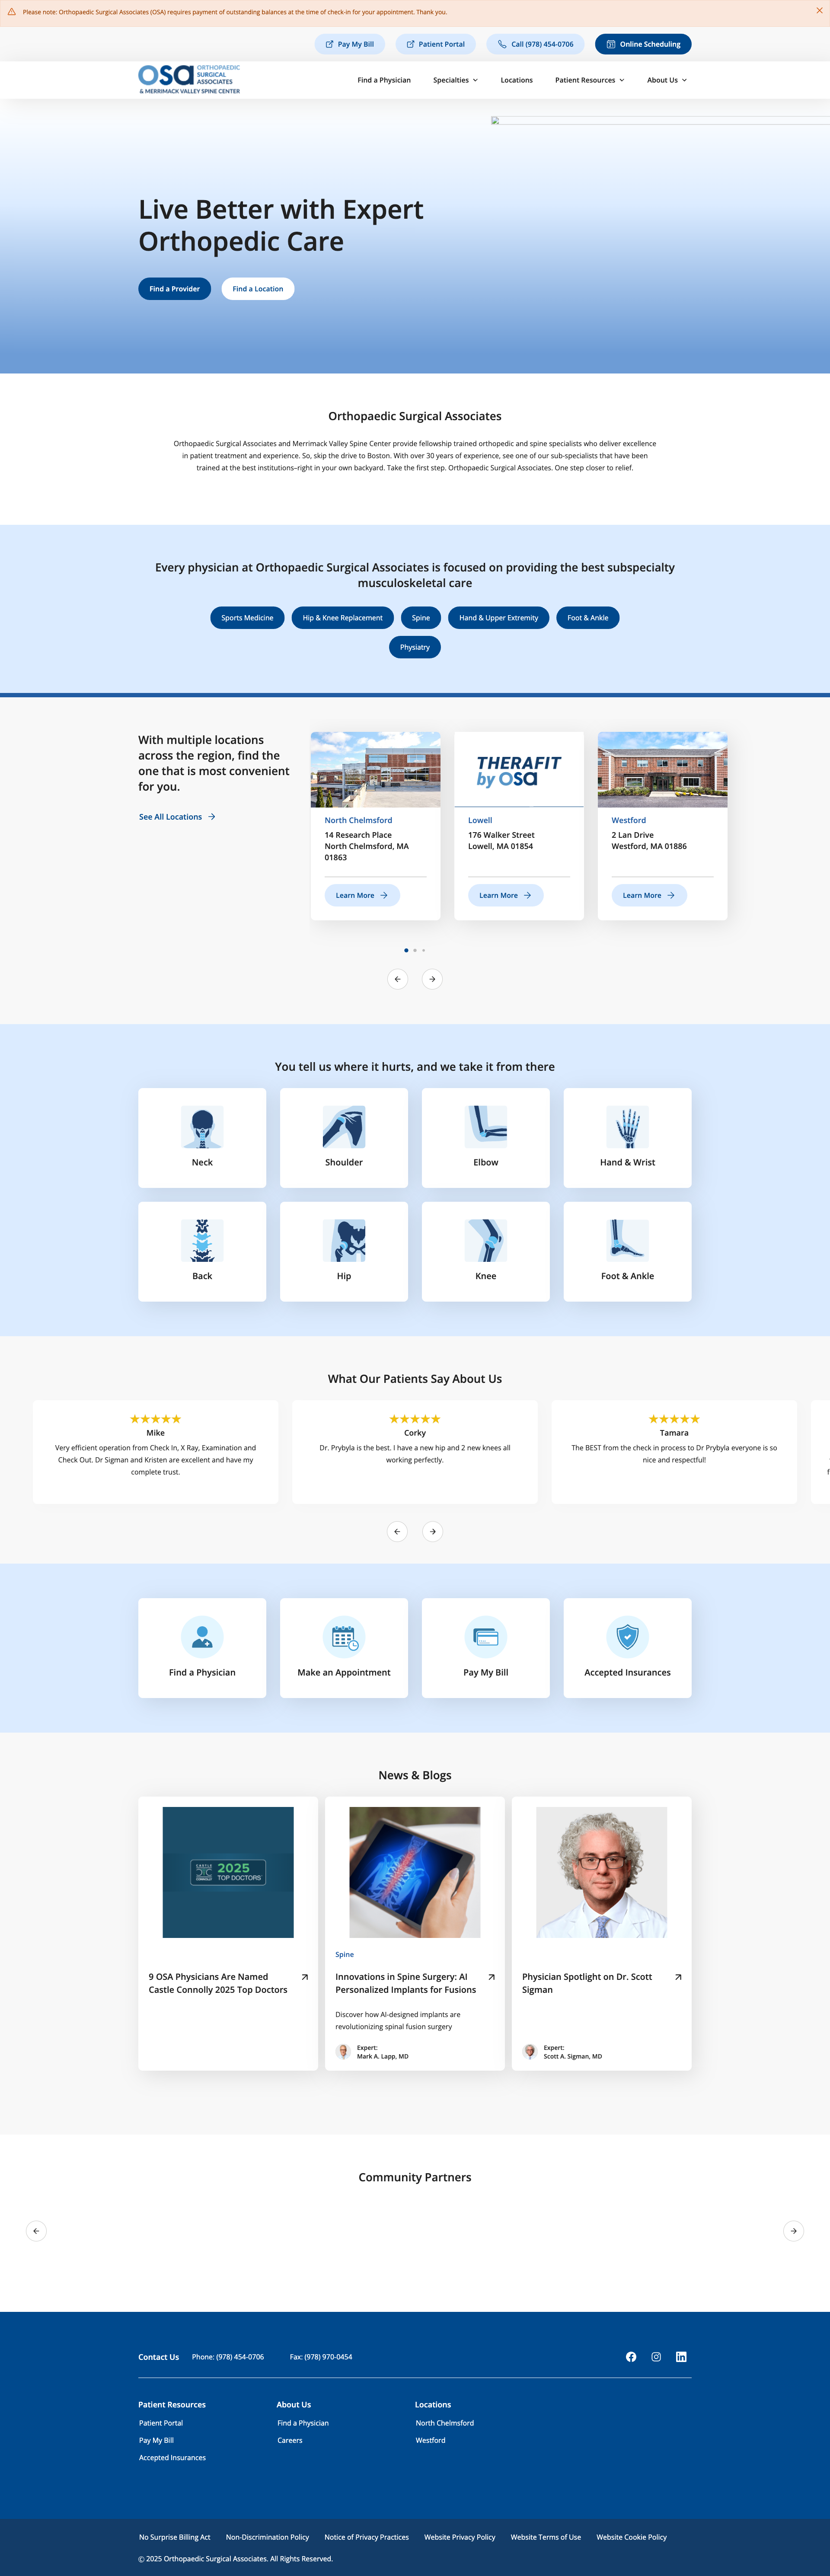 Please note: Orthopaedic Surgical Associates (OSA) requires payment of outstanding balances at the time of check-in for your appointment. Thank you.
Pay My Bill
Patient Portal
Call (978) 454-0706
Online Scheduling
OSA ORTHOPAEDIC
SURGICAL
ASSOCIATES
& MERRIMACK VALLEY SPINE CENTER
Find a Physician
Specialties
Locations
Patient Resources
About Us
Live Better with Expert
Orthopedic Care
Find a Provider
Find a Location
Orthopaedic Surgical Associates
Orthopaedic Surgical Associates and Merrimack Valley Spine Center provide fellowship trained orthopedic and spine specialists who deliver excellence
in patient treatment and experience. So, skip the drive to Boston. With over 30 years of experience, see one of our sub-specialists that have been
trained at the best institutions–right in your own backyard. Take the first step. Orthopaedic Surgical Associates. One step closer to relief.
Every physician at Orthopaedic Surgical Associates is focused on providing the best subspecialty
musculoskeletal care
Sports Medicine
Hip & Knee Replacement
Spine
Hand & Upper Extremity
Foot & Ankle
Physiatry
With multiple locations
across the region, find the
one that is most convenient
for you.
See All Locations
North Chelmsford
14 Research Place
North Chelmsford, MA
01863
Learn More
THERAFIT
by OSA
Lowell
176 Walker Street
Lowell, MA 01854
Learn More
Westford
2 Lan Drive
Westford, MA 01886
Learn More
You tell us where it hurts, and we take it from there
Neck
Shoulder
Elbow
Hand & Wrist
Back
Hip
Knee
Foot & Ankle
What Our Patients Say About Us
Mike
Very efficient operation from Check In, X Ray, Examination and
Check Out. Dr Sigman and Kristen are excellent and have my
complete trust.
Corky
Dr. Prybyla is the best. I have a new hip and 2 new knees all
working perfectly.
Tamara
The BEST from the check in process to Dr Prybyla everyone is so
nice and respectful!
Find a Physician
Make an Appointment
Pay My Bill
Accepted Insurances
News & Blogs
CASTLE
CONNOLLY
2025
TOP DOCTORS
9 OSA Physicians Are Named
Castle Connolly 2025 Top Doctors
Spine
Innovations in Spine Surgery: AI
Personalized Implants for Fusions
Discover how AI-designed implants are
revolutionizing spinal fusion surgery
Expert:
Mark A. Lapp, MD
Physician Spotlight on Dr. Scott
Sigman
Expert:
Scott A. Sigman, MD
Community Partners
Contact Us
Phone: (978) 454-0706
Fax: (978) 970-0454
Patient Resources
Patient Portal
Pay My Bill
Accepted Insurances
About Us
Find a Physician
Careers
Locations
North Chelmsford
Westford
No Surprise Billing Act
Non-Discrimination Policy
Notice of Privacy Practices
Website Privacy Policy
Website Terms of Use
Website Cookie Policy
© 2025 Orthopaedic Surgical Associates. All Rights Reserved.